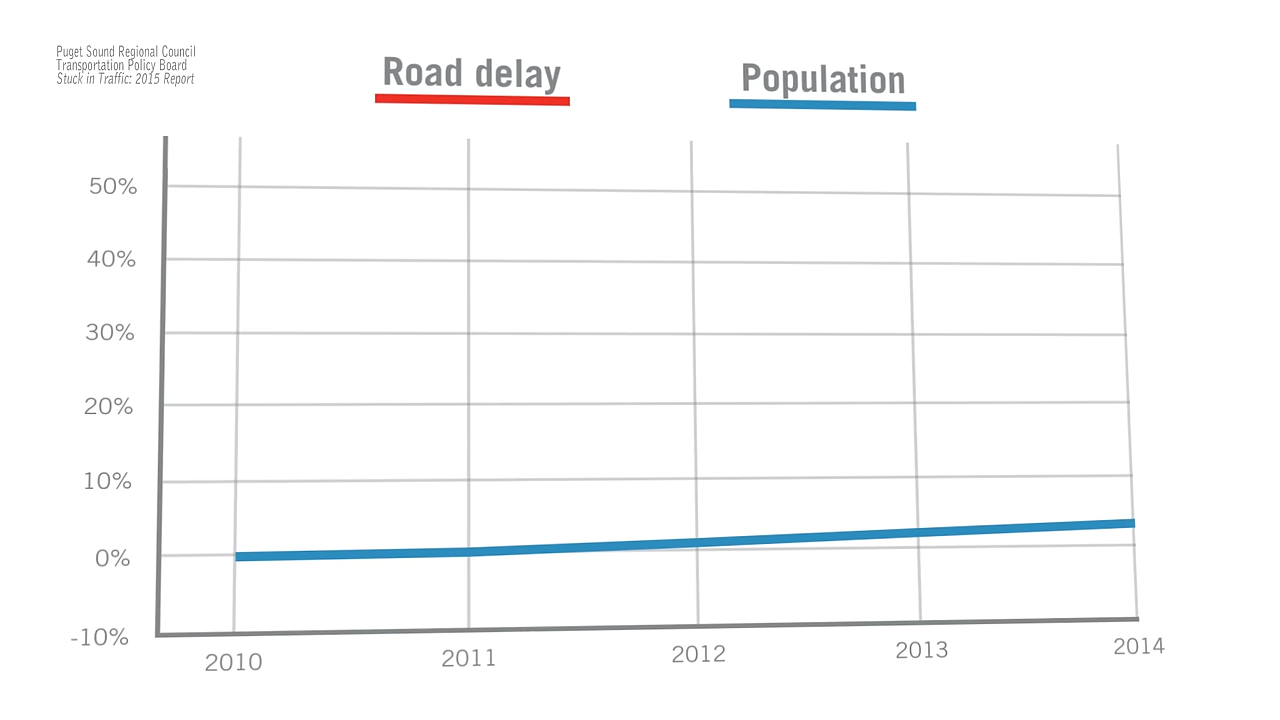 Puget Sound Regional Council
Transportation Policy Board
Stuck in Traffic: 2015 Report
Road delay
Population
50%
40%
30%
20%
10%
0%
-10%
2010
2011
2012
2013
2014